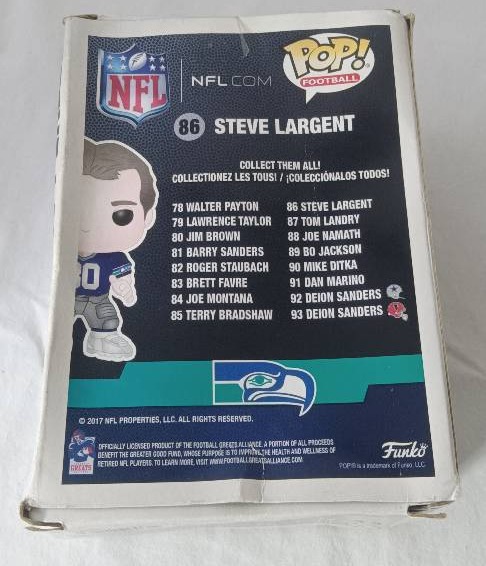 NFL | NFL.COM POP!
FOOTBALL
86 STEVE LARGENT
COLLECT THEM ALL!
COLLECTIONEZ LES TOUS! / ¡COLECCIÓNALOS TODOS!
78 WALTER PAYTON
79 LAWRENCE TAYLOR
80 JIM BROWN
81 BARRY SANDERS
82 ROGER STAUBACH
83 BRETT FAVRE
84 JOE MONTANA
85 TERRY BRADSHAW
86 STEVE LARGENT
87 TOM LANDRY
88 JOE NAMATH
89 BO JACKSON
90 MIKE DITKA
91 DAN MARINO
92 DEION SANDERS
93 DEION SANDERS
80
© 2017 NFL PROPERTIES, LLC. ALL RIGHTS RESERVED.
GREATS
OFFICIALLY LICENSED PRODUCT OF THE FOOTBALL GREATS ALLIANCE. A PORTION OF ALL PROCEEDS
BENEFIT THE GREATER GOOD FUND, WHOSE PURPOSE IS TO IMPROVE THE HEALTH AND WELLNESS OF
RETIRED NFL PLAYERS. TO LEARN MORE, VISIT WWW.FOOTBALLGREATSALLIANCE.COM.
Funko
POP! is a trademark of Funko, LLC